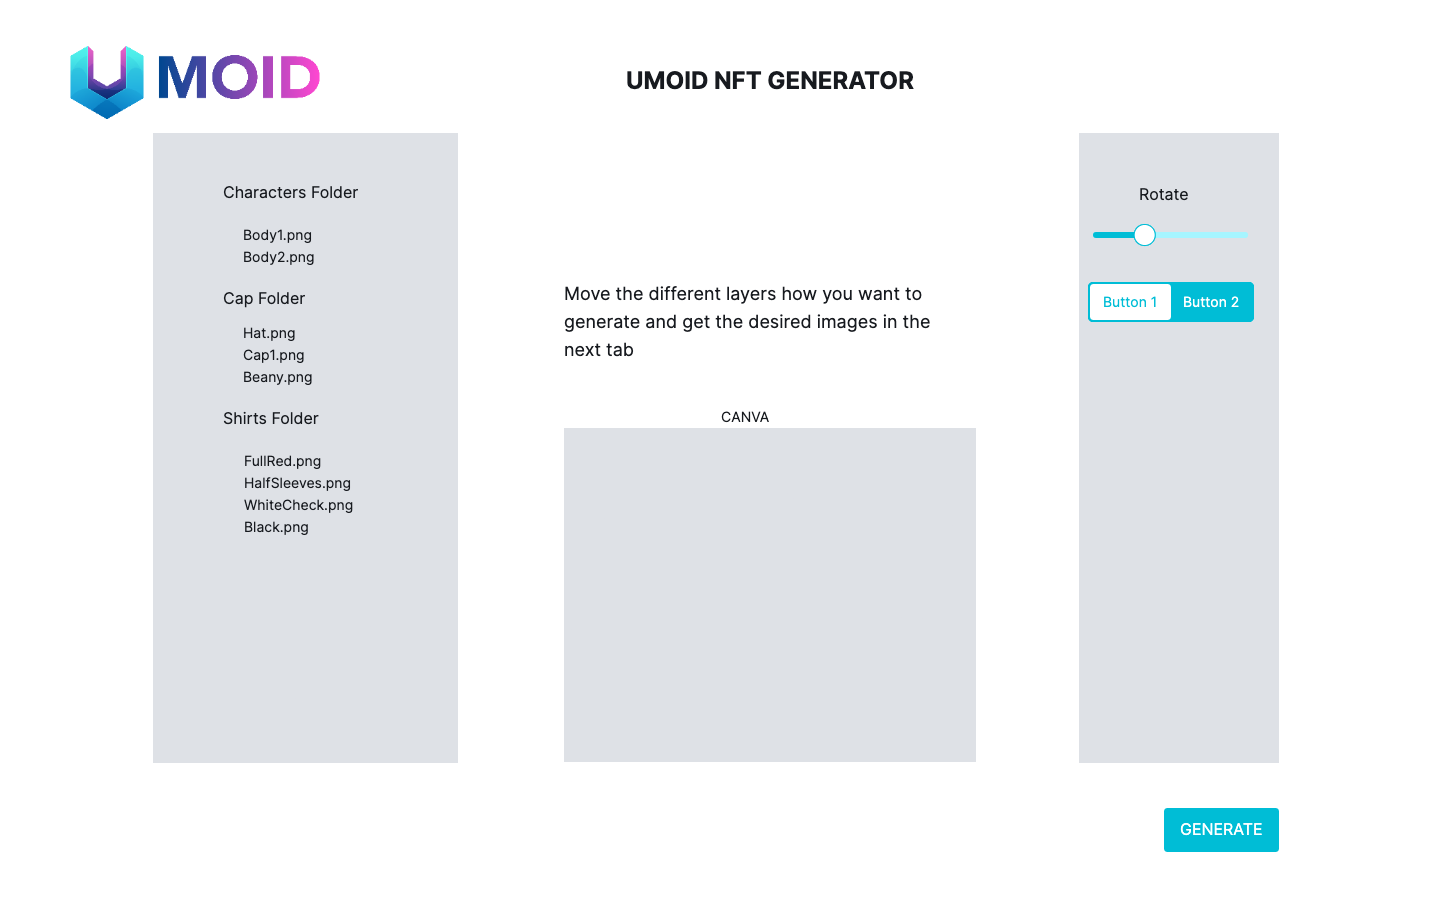 UMOID
UMOID NFT GENERATOR
Characters Folder
Body1.png
Body2.png
Cap Folder
Hat.png
Cap1.png
Beany.png
Shirts Folder
FullRed.png
HalfSleeves.png
WhiteCheck.png
Black.png
Move the different layers how you want to
generate and get the desired images in the
next tab
CANVA
Rotate
Button 1 Button 2
GENERATE